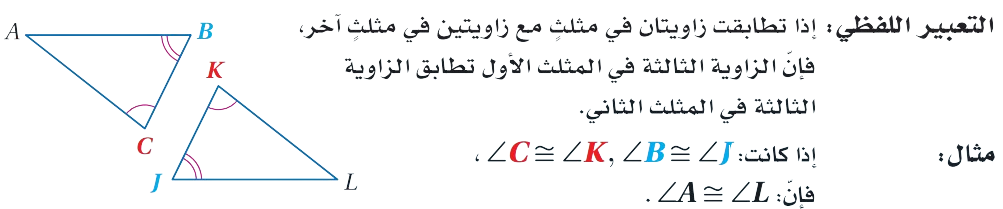 التعبير اللفظي: إذا تطابقت زاويتان في مثلثٍ مع زاويتين في مثلثٍ آخر،
فإنّ الزاوية الثالثة في المثلث الأول تطابق الزاوية
الثالثة في المثلث الثاني.
مثال: إذا كانت: ∠C ≅ ∠K, ∠B ≅ ∠J ،
فإنّ: ∠A ≅ ∠L .
A
B
K
C
J
L